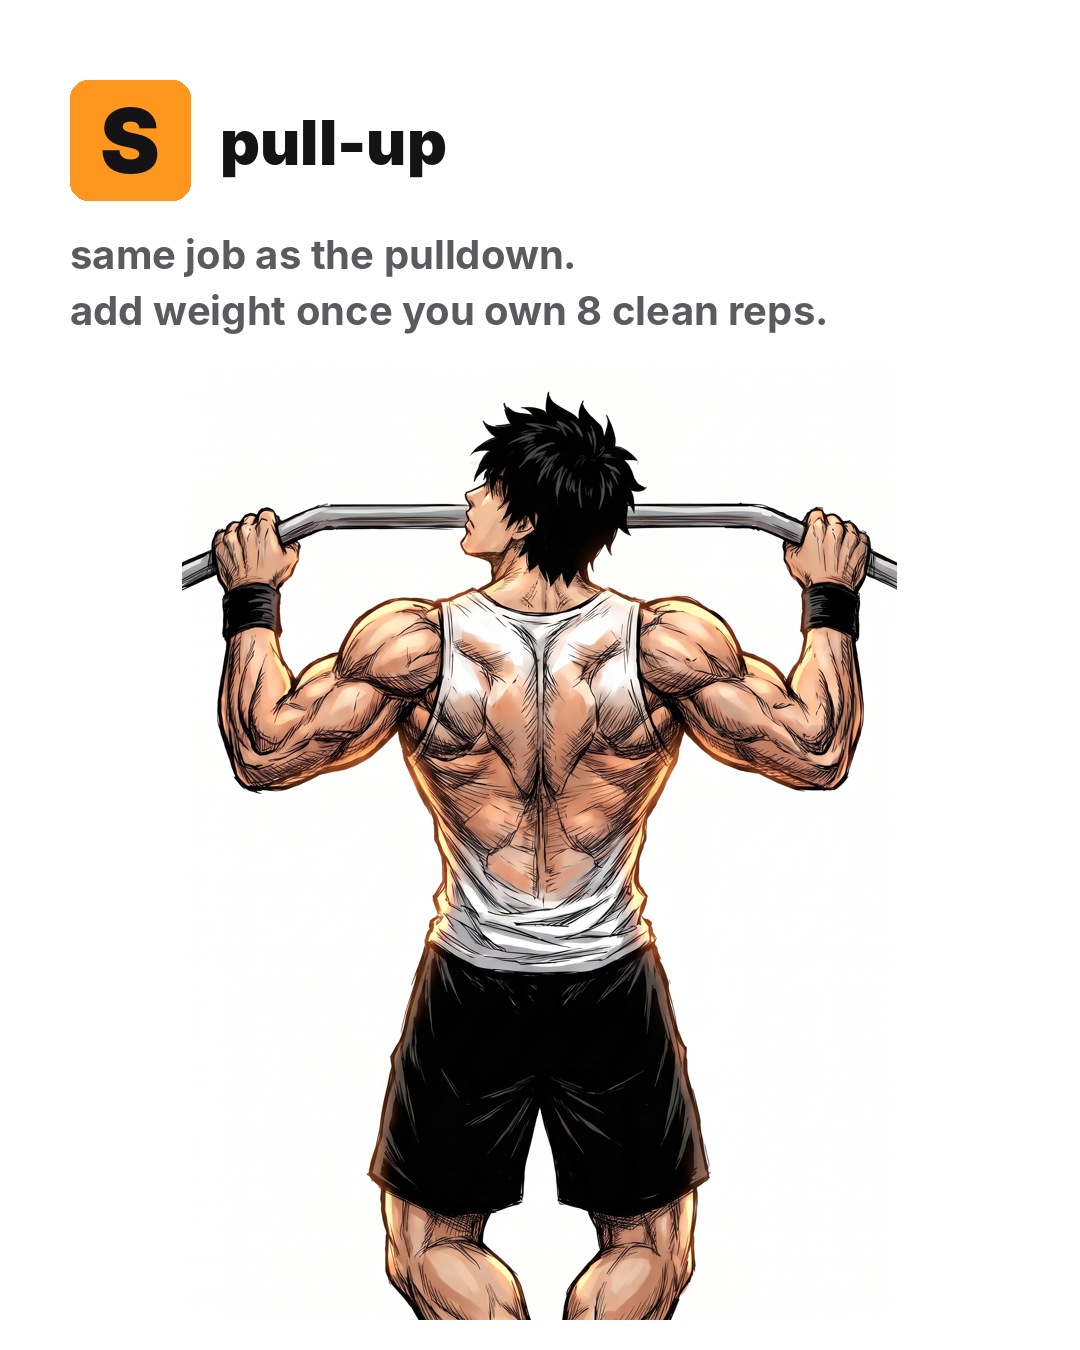 S pull-up
same job as the pulldown.
add weight once you own 8 clean reps.